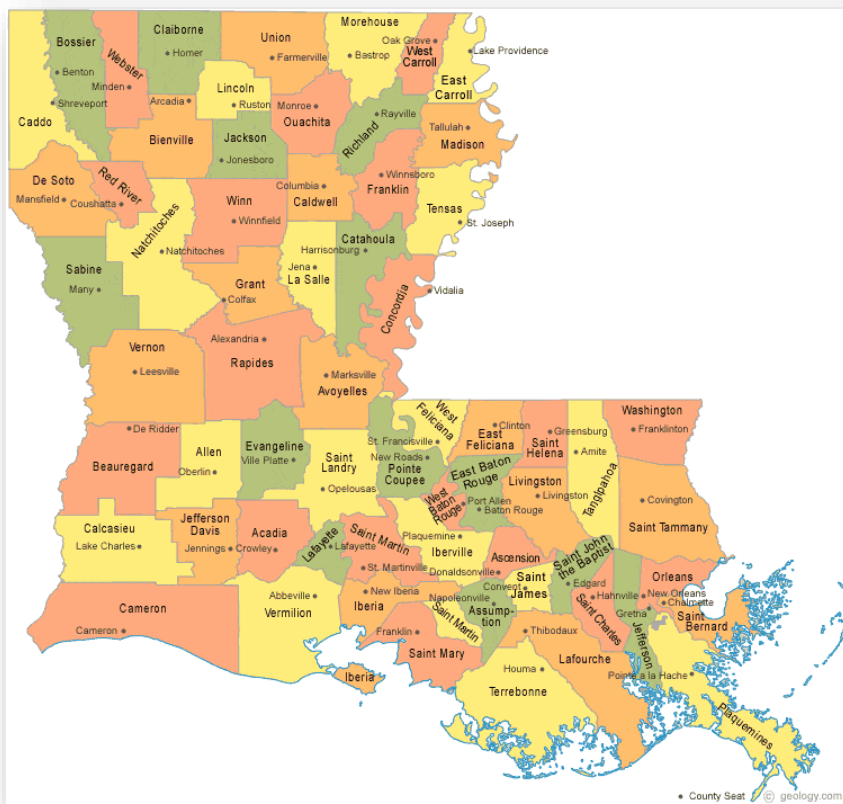 Morehouse
Claiborne
Union
Bossier
Oak Grove
Homer
Farmerville
Bastrop
West
Carroll
Lake Providence
Webster
Benton
Minden
Lincoln
East
Carroll
Shreveport
Arcadia
Ruston
Monroe
Rayville
Caddo
Ouachita
Tallulah
Bienville
Jackson
Richland
Madison
Jonesboro
De Soto
Red River
Winnsboro
Mansfield
Coushatta
Winn
Columbia
Caldwell
Franklin
Natchitoches
Tensas
Winnfield
St. Joseph
Catahoula
Natchitoches
Harrisonburg
Sabine
Jena
La Salle
Many
Grant
Colfax
Concordia
Vidalia
Vernon
Alexandria
Rapides
Leesville
Marksville
Avoyelles
West
Feliciana
Washington
De Ridder
Clinton
Greensburg
Franklinton
Allen
Evangeline
St. Francisville
East
Feliciana
Saint
Helena
Amite
Beauregard
Ville Platte
Saint
Landry
New Roads
Pointe
Coupee
East Baton
Rouge
Oberlin
Livingston
Tangipahoa
Opelousas
West
Baton
Rouge
Port Allen
Livingston
Covington
Baton Rouge
Saint Tammany
Calcasieu
Jefferson
Davis
Acadia
Lafayette
Saint Martin
Plaquemine
Lake Charles
Jennings
Crowley
Lafayette
Iberville
Ascension
Saint John
the Baptist
St. Martinville
Donaldsonville
Saint
James
Orleans
Convent
Edgard
Hahnville
New Orleans
Cameron
Abbeville
New Iberia
Napoleonville
Chalmette
Vermilion
Iberia
Saint Martin
Assump-
tion
Saint Charles
Gretna
Saint
Bernard
Cameron
Franklin
Thibodaux
Jefferson
Saint Mary
Lafourche
Iberia
Houma
Pointe a la Hache
Terrebonne
Plaquemines
County Seat
© geology.com